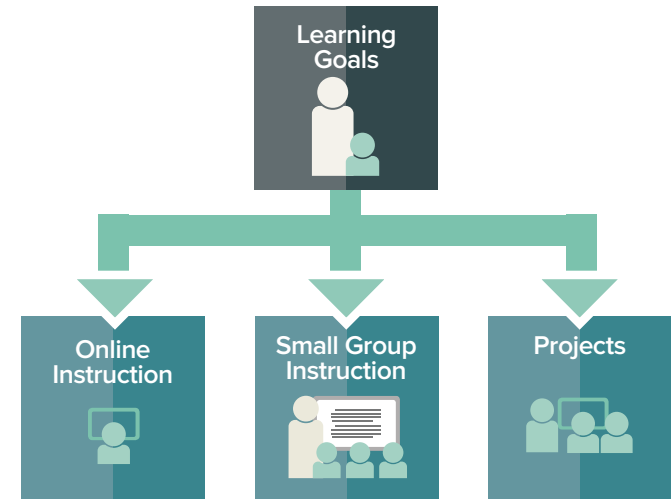 Learning
Goals
Online
Instruction
Small Group
Instruction
Projects